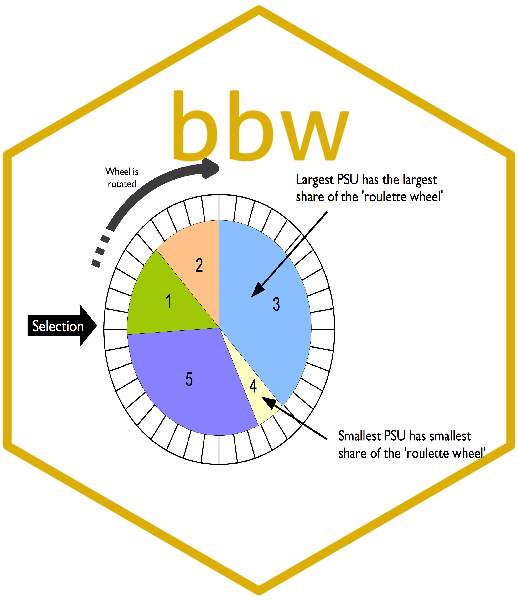 bbw
Wheel is
rutated
Largest PSU has the largest
share of the 'roulette wheel'
2
1
3
Selection
5
4
Smallest PSU has smallest
share of the 'roulette wheel'